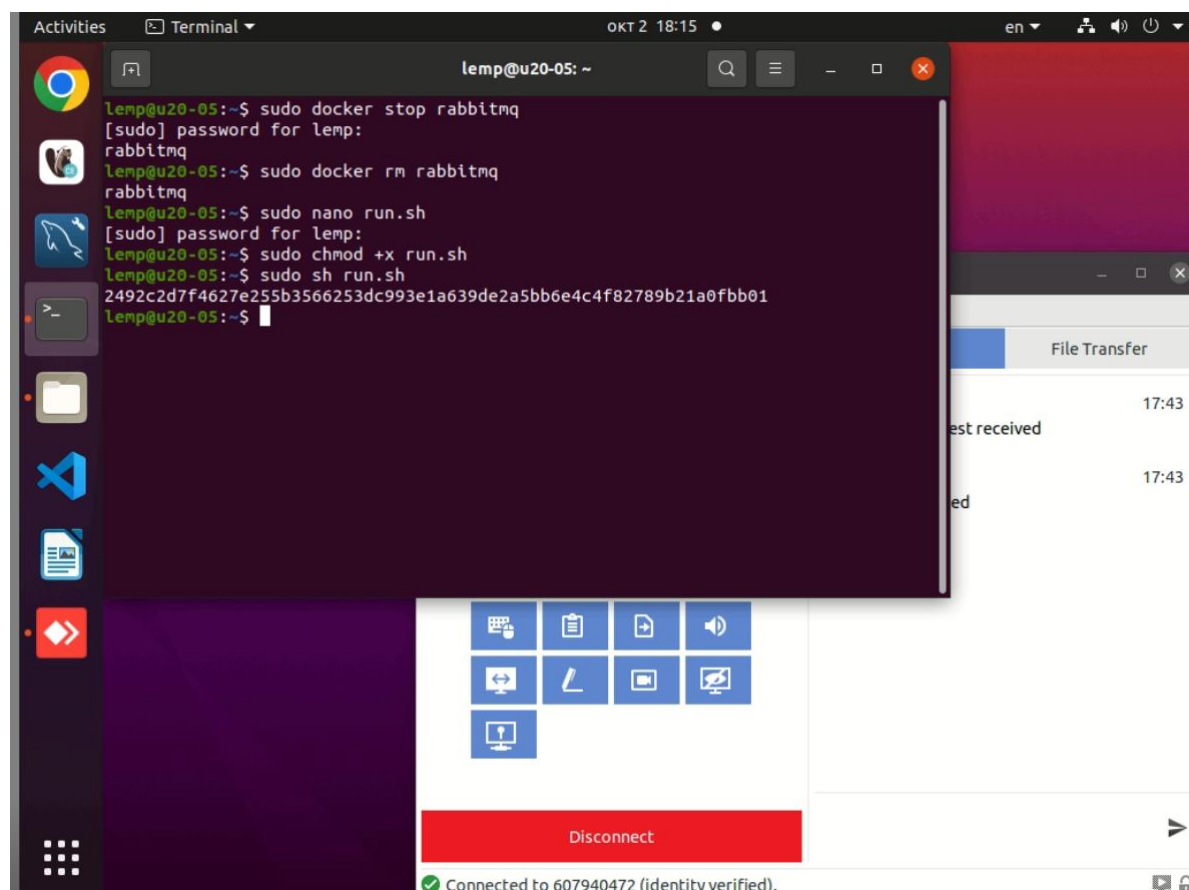 Activities
Terminal
окт 2 18:15
en
lemp@u20-05: ~
lemp@u20-05:~$ sudo docker stop rabbitmq
[sudo] password for lemp:
rabbitmq
lemp@u20-05:~$ sudo docker rm rabbitmq
rabbitmq
lemp@u20-05:~$ sudo nano run.sh
[sudo] password for lemp:
lemp@u20-05:~$ sudo chmod +x run.sh
lemp@u20-05:~$ sudo sh run.sh
2492c2d7f4627e255b3566253dc993e1a639de2a5bb6e4c4f82789b21a0fbb01
lemp@u20-05:~$
File Transfer
17:43
est received
17:43
ed
Disconnect
Connected to 607940472 (identity verified).